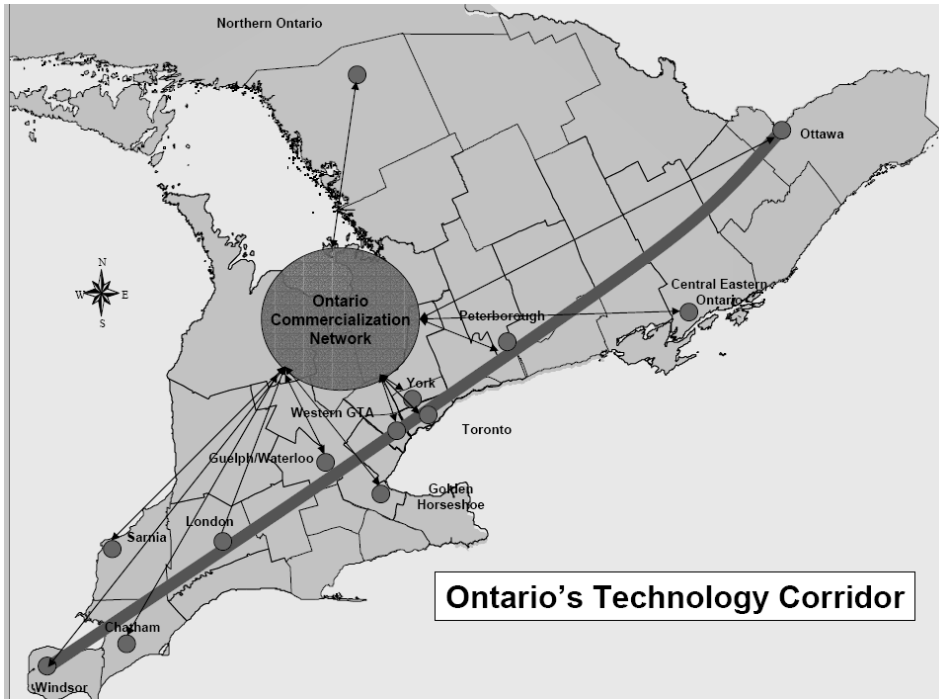 Northern Ontario
Ottawa
N
W E
S
Central Eastern
Ontario
Ontario
Commercialization
Network
Peterborough
York
Western GTA
Toronto
Guelph/Waterloo
Golden
Horseshoe
London
Sarnia
Ontario's Technology Corridor
Chatham
Windsor